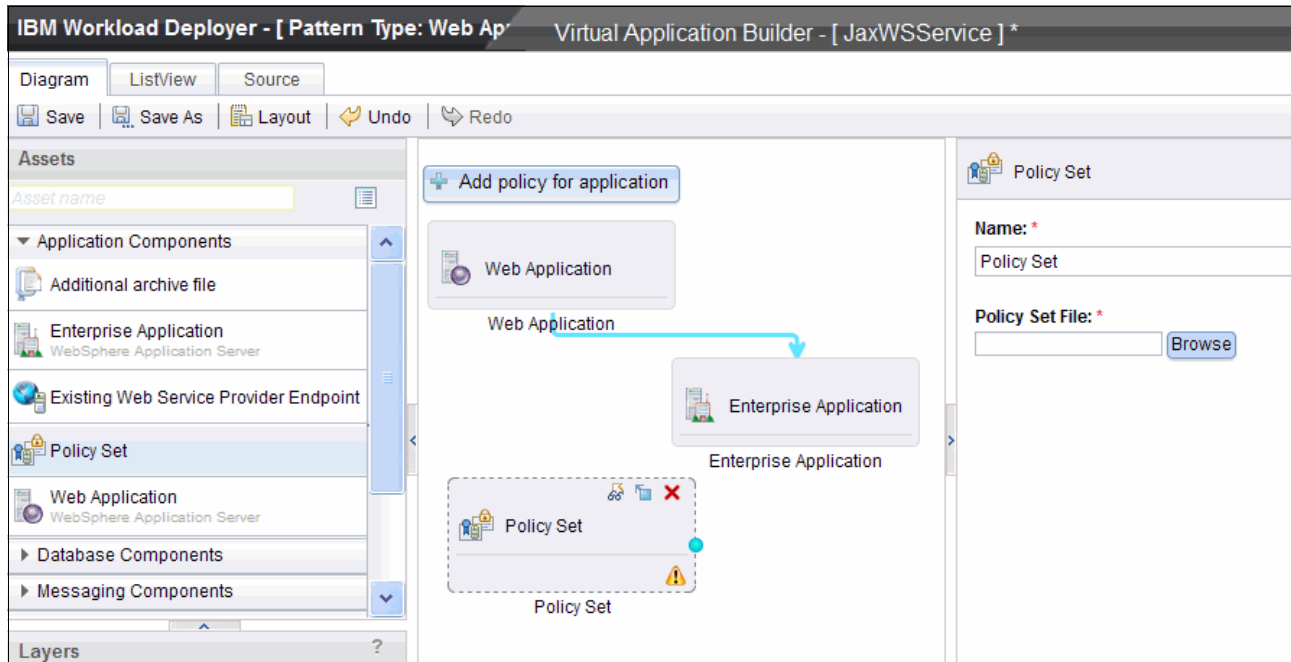 IBM Workload Deployer - [ Pattern Type: Web Ap
Virtual Application Builder - [ JaxWSService ] *
Diagram
ListView
Source
Save
Save As
Layout
Undo
Redo
Assets
Asset name
Application Components
Additional archive file
Enterprise Application
WebSphere Application Server
Existing Web Service Provider Endpoint
Policy Set
Web Application
WebSphere Application Server
Database Components
Messaging Components
Layers ?
Add policy for application
Web Application
Web Application
Enterprise Application
Enterprise Application
Policy Set
Policy Set
Policy Set
Name: *
Policy Set
Policy Set File: *
Browse